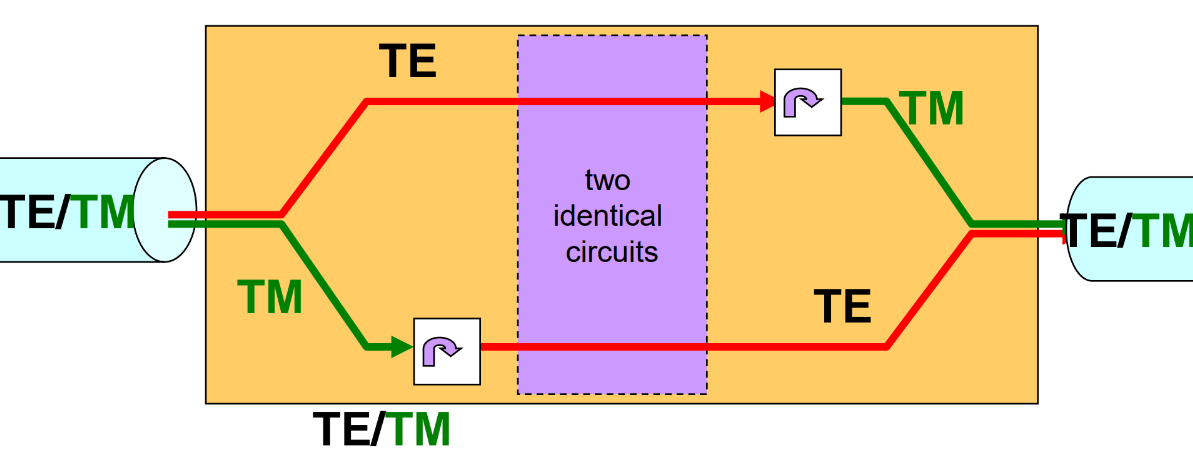 TE
TM
TE/TM
two
identical
circuits
TE/TM
TM
TE
TE/TM